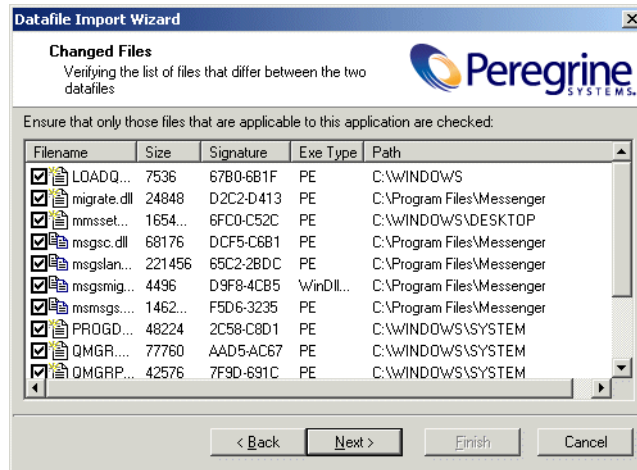 Datafile Import Wizard
Changed Files
Verifying the list of files that differ between the two
datafiles
Peregrine
SYSTEMS.
Ensure that only those files that are applicable to this application are checked:
Filename Size Signature Exe Type Path
LOADQ... 7536 67B0-6B1F PE C:\WINDOWS
migrate.dll 24848 D2C2-D413 PE C:\Program Files\Messenger
mmsset... 1654... 6FC0-C52C PE C:\WINDOWS\DESKTOP
msgsc.dll 68176 DCF5-C6B1 PE C:\Program Files\Messenger
msgslan... 221456 65C2-2BDC PE C:\Program Files\Messenger
msgsmig... 4496 D9F8-4CB5 WinDll... C:\Program Files\Messenger
msmsgs.... 1462... F5D6-3235 PE C:\Program Files\Messenger
PROGD... 48224 2C58-C8D1 PE C:\WINDOWS\SYSTEM
QMGR.... 77760 AAD5-AC67 PE C:\WINDOWS\SYSTEM
QMGRP... 42576 7F9D-691C PE C:\WINDOWS\SYSTEM
< Back Next > Finish Cancel